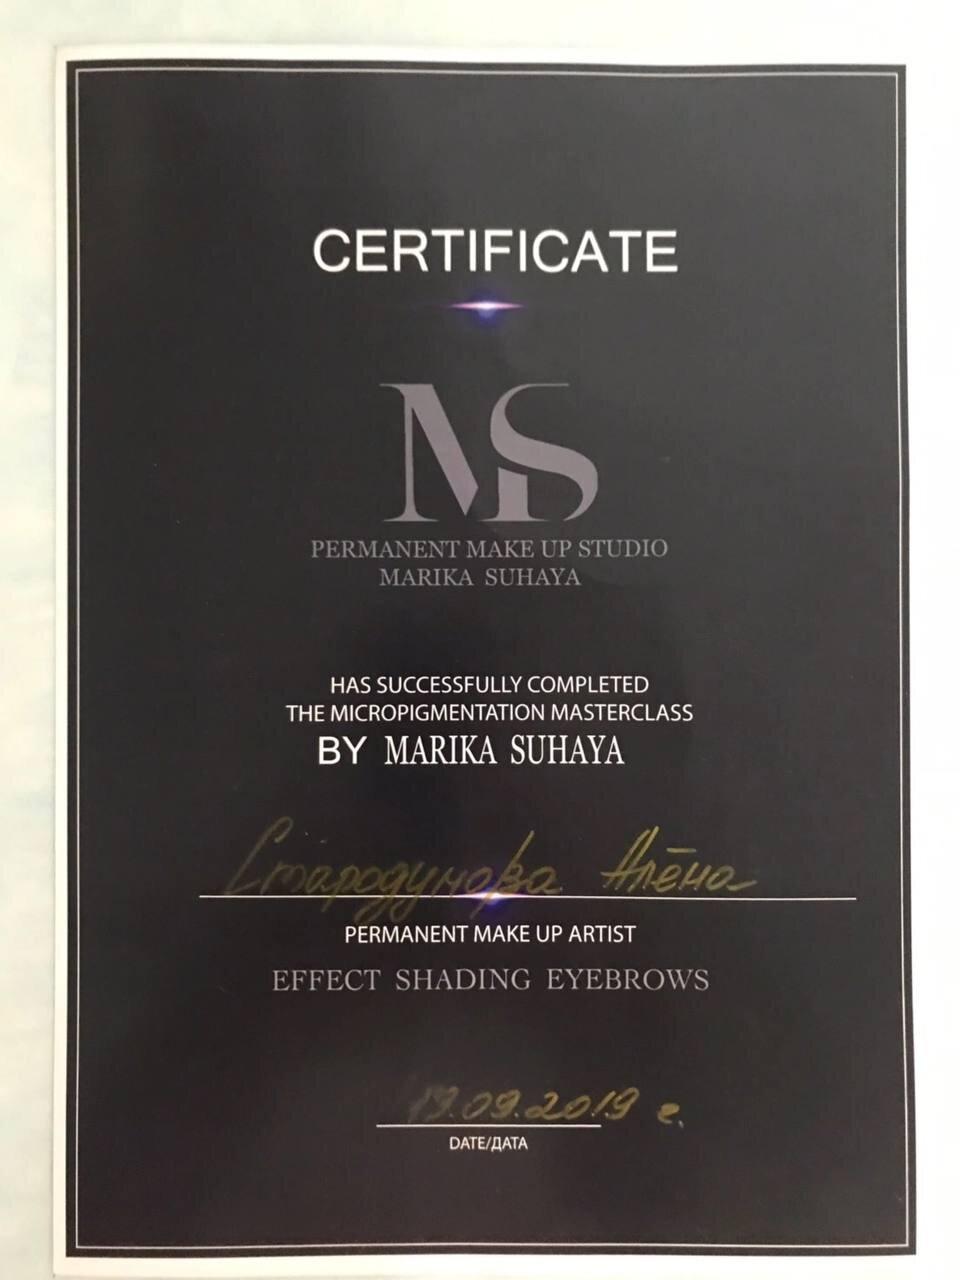 CERTIFICATE
MS
PERMANENT MAKE UP STUDIO
MARIKA SUHAYA
HAS SUCCESSFULLY COMPLETED
THE MICROPIGMENTATION MASTERCLASS
BY MARIKA SUHAYA
Алёна
PERMANENT MAKE UP ARTIST
EFFECT SHADING EYEBROWS
19.09.2019 г.
DATE/ДАТА